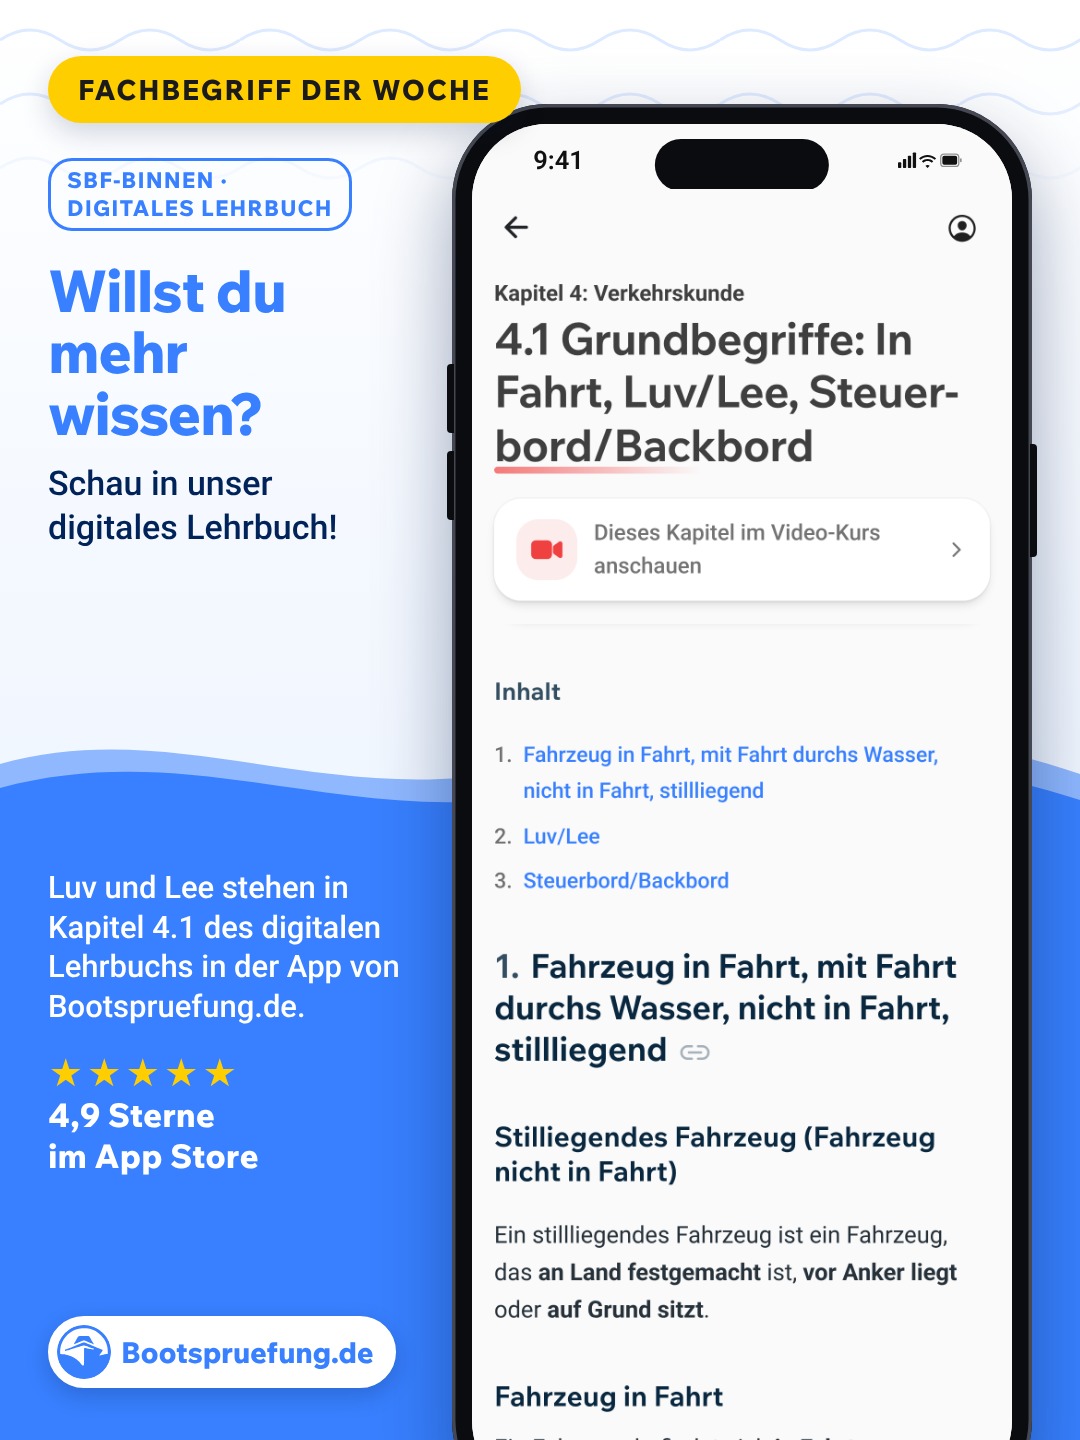 FACHBEGRIFF DER WOCHE
SBF-BINNEN ·
DIGITALES LEHRBUCH
Willst du
mehr
wissen?
Schau in unser
digitales Lehrbuch!
Luv und Lee stehen in
Kapitel 4.1 des digitalen
Lehrbuchs in der App von
Bootspruefung.de.
★★★★★
4,9 Sterne
im App Store
Bootspruefung.de
9:41
Kapitel 4: Verkehrskunde
4.1 Grundbegriffe: In
Fahrt, Luv/Lee, Steuer-
bord/Backbord
Dieses Kapitel im Video-Kurs
anschauen
Inhalt
1. Fahrzeug in Fahrt, mit Fahrt durchs Wasser,
nicht in Fahrt, stillliegend
2. Luv/Lee
3. Steuerbord/Backbord
1. Fahrzeug in Fahrt, mit Fahrt
durchs Wasser, nicht in Fahrt,
stillliegend
Stilliegendes Fahrzeug (Fahrzeug
nicht in Fahrt)
Ein stillliegendes Fahrzeug ist ein Fahrzeug,
das an Land festgemacht ist, vor Anker liegt
oder auf Grund sitzt.
Fahrzeug in Fahrt